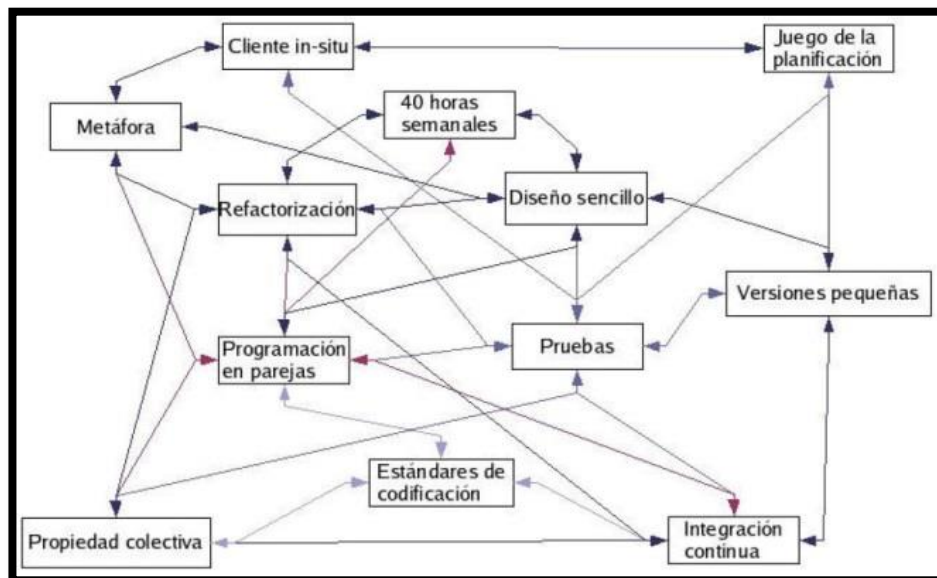 Cliente in-situ
Juego de la
planificación
Metáfora
40 horas
semanales
Refactorización
Diseño sencillo
Versiones pequeñas
Programación
en parejas
Pruebas
Estándares de
codificación
Propiedad colectiva
Integración
continua